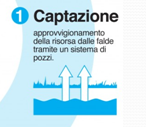 1 Captazione
approvvigionamento
della risorsa dalle falde
tramite un sistema di
pozzi.